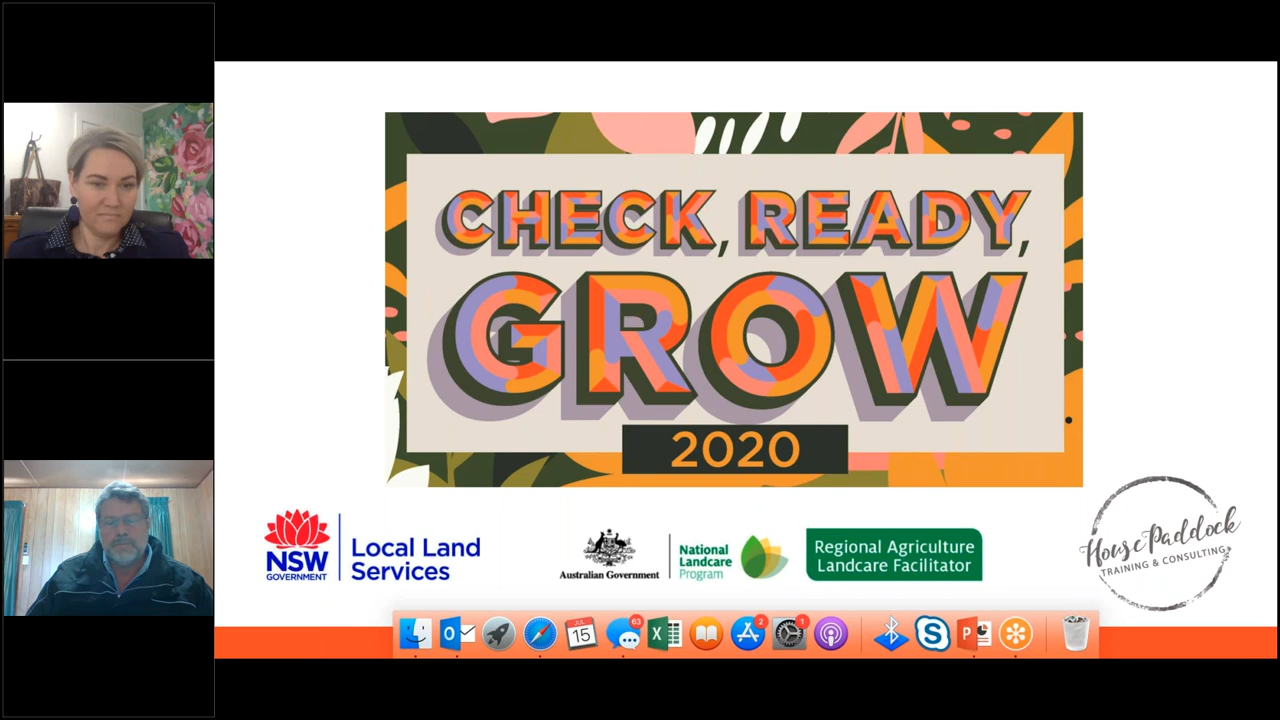 CHECK, READY,
GROW
2020
NSW
GOVERNMENT
Local Land
Services
Australian Government
National
Landcare
Program
Regional Agriculture
Landcare Facilitator
House Paddock
TRAINING & CONSULTING
JUL
15
63
2
1